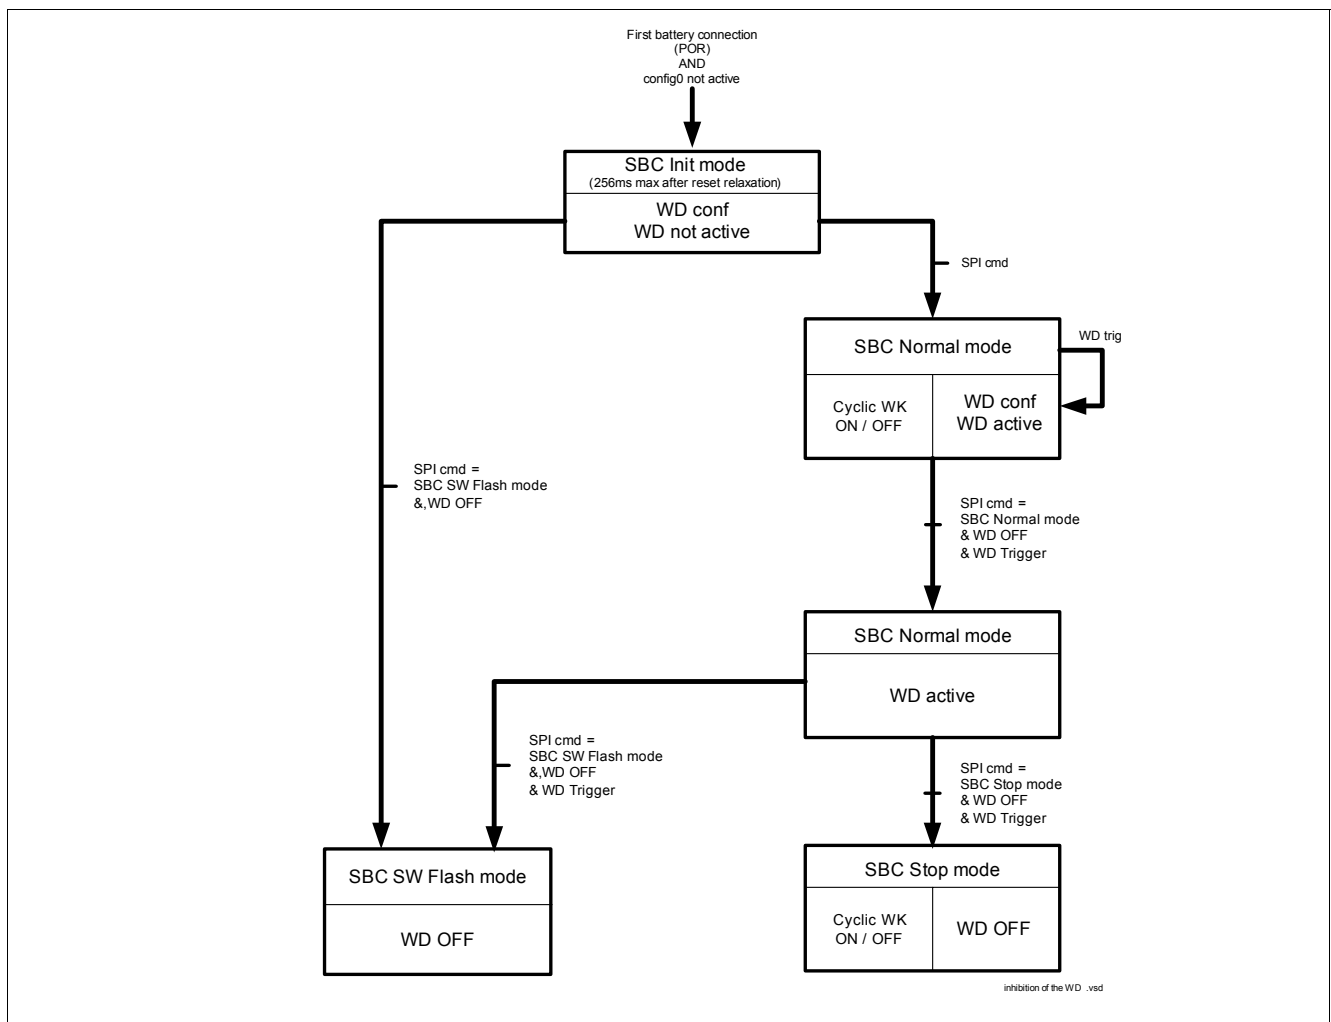 First battery connection
(POR)
AND
config0 not active
SBC Init mode
(256ms max after reset relaxation)
WD conf
WD not active
SPI cmd
SBC Normal mode
WD trig
Cyclic WK
ON / OFF
WD conf
WD active
SPI cmd =
SBC SW Flash mode
&,WD OFF
SPI cmd =
SBC Normal mode
& WD OFF
& WD Trigger
SBC Normal mode
WD active
SPI cmd =
SBC SW Flash mode
&,WD OFF
& WD Trigger
SPI cmd =
SBC Stop mode
& WD OFF
& WD Trigger
SBC SW Flash mode
WD OFF
SBC Stop mode
Cyclic WK
ON / OFF
WD OFF
inhibition of the WD .vsd